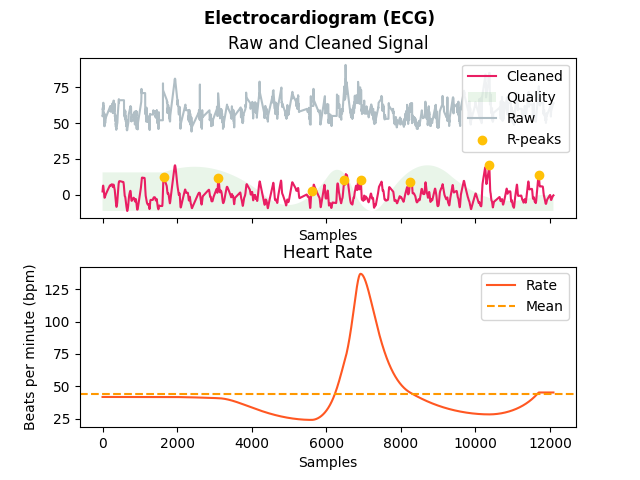 Electrocardiogram (ECG)
Raw and Cleaned Signal
75
50
25
0
Cleaned
Quality
Raw
R-peaks
Samples
Heart Rate
Beats per minute (bpm)
125
100
75
50
25
Rate
Mean
0 2000 4000 6000 8000 10000 12000
Samples